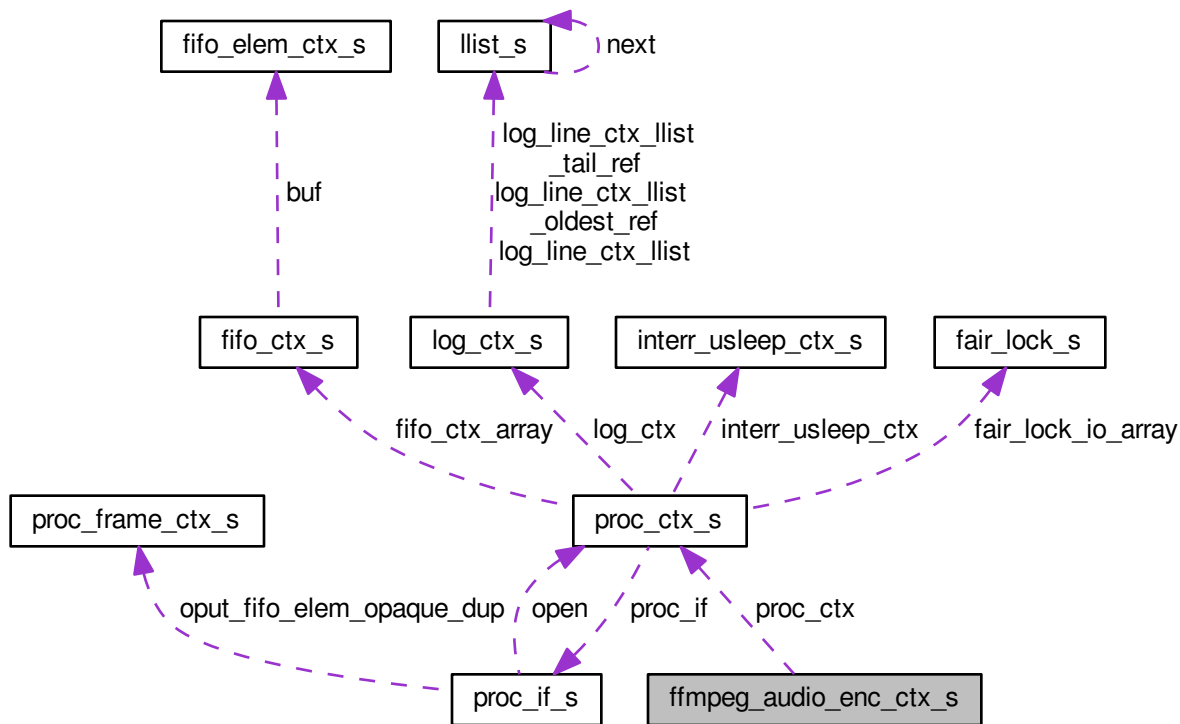 fifo_elem_ctx_s
llist_s
next
log_line_ctx_llist
_tail_ref
log_line_ctx_llist
_oldest_ref
log_line_ctx_llist
buf
fifo_ctx_s
log_ctx_s
interr_usleep_ctx_s
fair_lock_s
fifo_ctx_array
log_ctx
interr_usleep_ctx
fair_lock_io_array
proc_frame_ctx_s
proc_ctx_s
oput_fifo_elem_opaque_dup
open
proc_if
proc_ctx
proc_if_s
ffmpeg_audio_enc_ctx_s